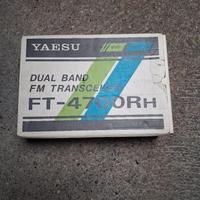 YAESU
DUAL BAND
FM TRANSCEIVER
FT-4700RH